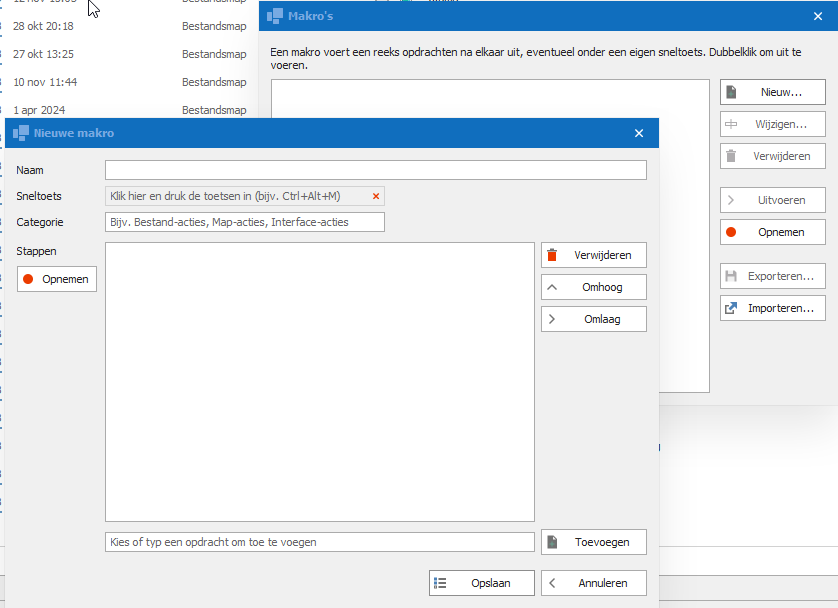 28 okt 20:18 Bestandsmap
27 okt 13:25 Bestandsmap
10 nov 11:44 Bestandsmap
1 apr 2024 Bestandsmap
Makro's
Een makro voert een reeks opdrachten na elkaar uit, eventueel onder een eigen sneltoets. Dubbelklik om uit te
voeren.
Nieuw...
Wijzigen...
Verwijderen
Uitvoeren
Opnemen
Exporteren...
Importeren...
Nieuwe makro
Naam
Sneltoets Klik hier en druk de toetsen in (bijv. Ctrl+Alt+M)
Categorie Bijv. Bestand-acties, Map-acties, Interface-acties
Stappen
Opnemen
Verwijderen
Omhoog
Omlaag
Kies of typ een opdracht om toe te voegen
Toevoegen
Opslaan
Annuleren